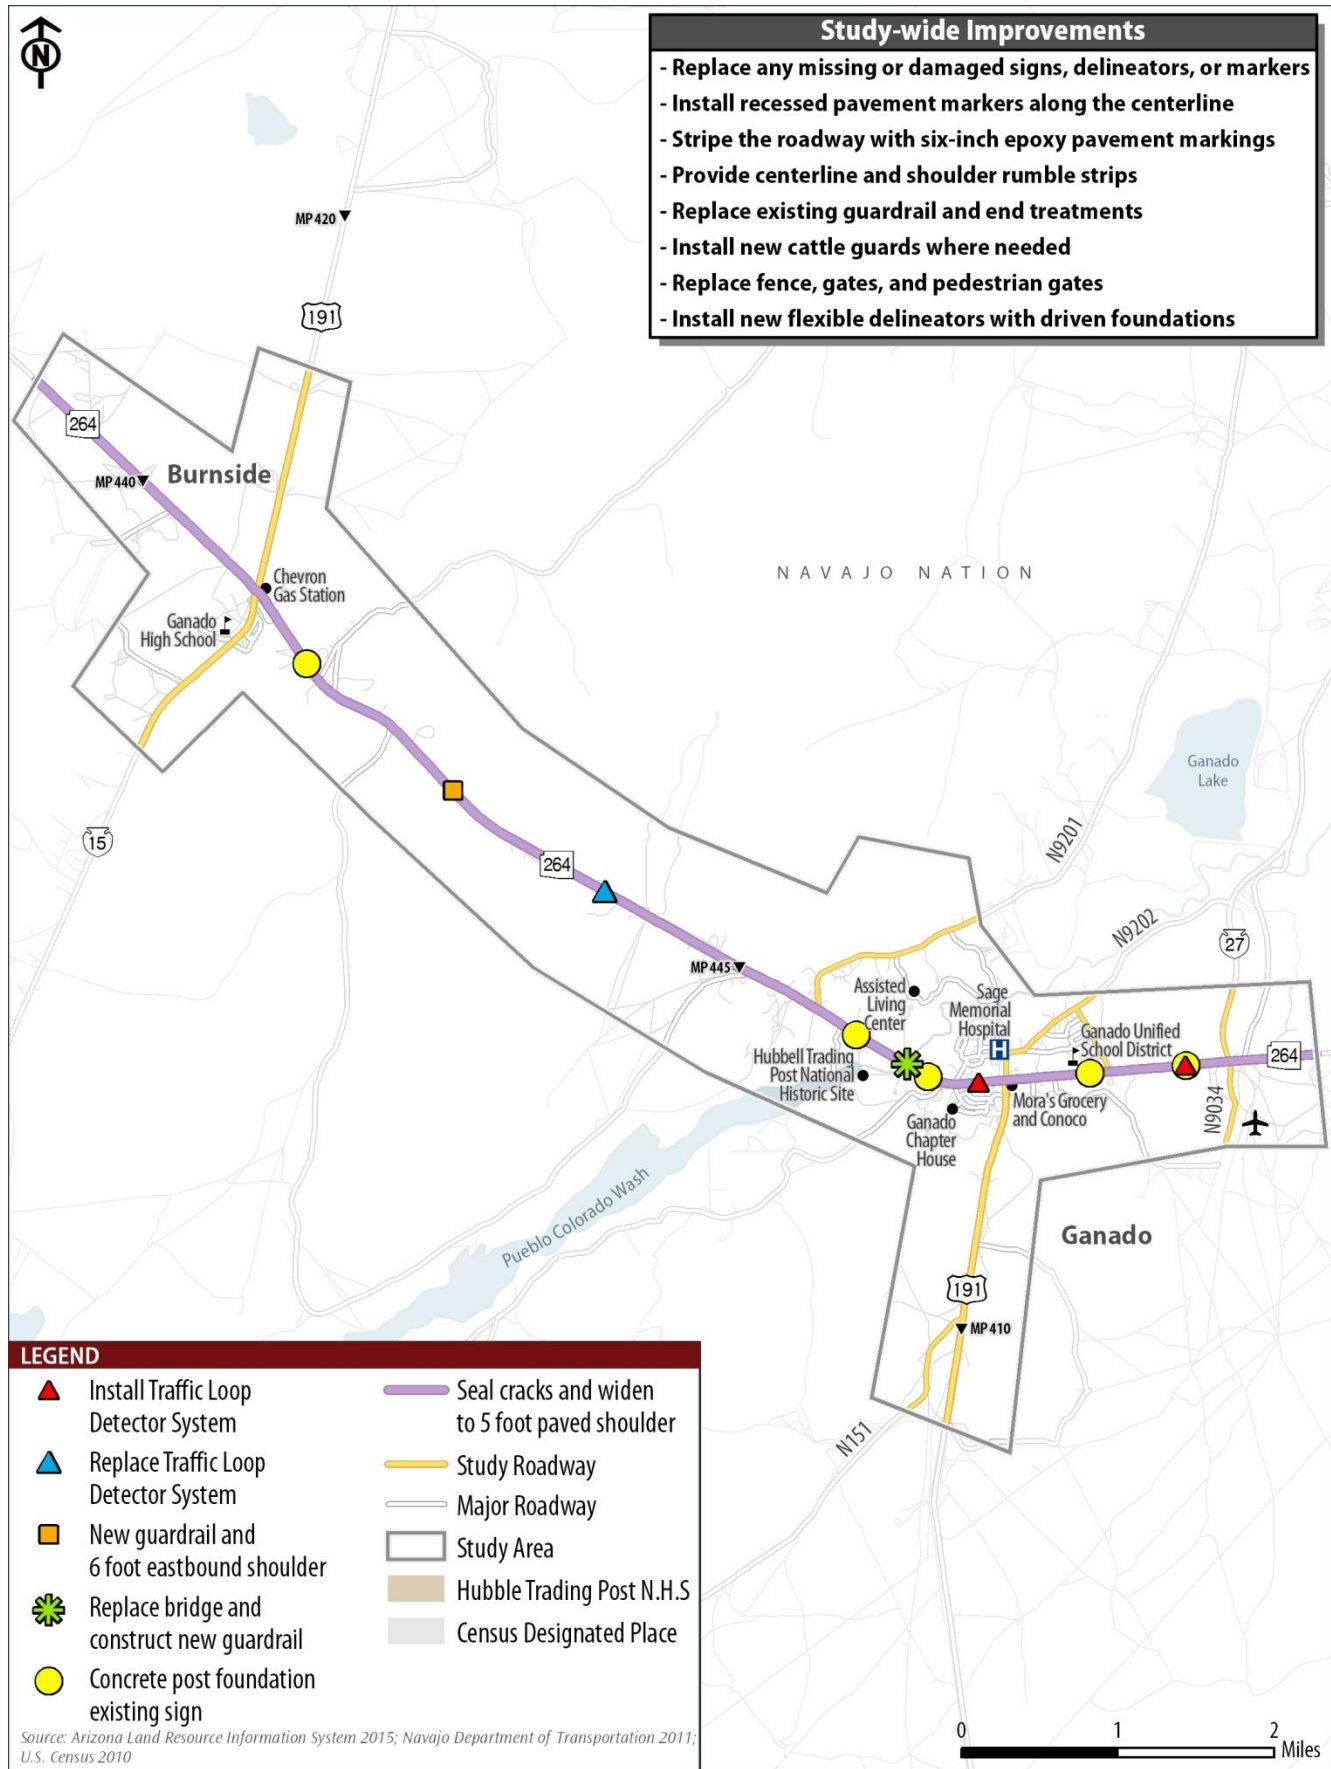 N
Study-wide Improvements
- Replace any missing or damaged signs, delineators, or markers
- Install recessed pavement markers along the centerline
- Stripe the roadway with six-inch epoxy pavement markings
- Provide centerline and shoulder rumble strips
- Replace existing guardrail and end treatments
- Install new cattle guards where needed
- Replace fence, gates, and pedestrian gates
- Install new flexible delineators with driven foundations
MP 420
191
264
Burnside
MP 440
Chevron
Gas Station
Ganado
High School
NAVAJO NATION
15
264
Ganado
Lake
N9201
N9202
27
MP 445
Assisted
Living
Center
Sage
Memorial
Hospital
H
Ganado Unified
School District
264
Hubbell Trading
Post National
Historic Site
Mora's Grocery
and Conoco
N9034
Ganado
Chapter
House
Pueblo Colorado Wash
Ganado
191
MP 410
N151
LEGEND
Install Traffic Loop
Detector System
Replace Traffic Loop
Detector System
New guardrail and
6 foot eastbound shoulder
Replace bridge and
construct new guardrail
Concrete post foundation
existing sign
Seal cracks and widen
to 5 foot paved shoulder
Study Roadway
Major Roadway
Study Area
Hubble Trading Post N.H.S
Census Designated Place
Source: Arizona Land Resource Information System 2015; Navajo Department of Transportation 2011;
U.S. Census 2010
0 1 2
Miles